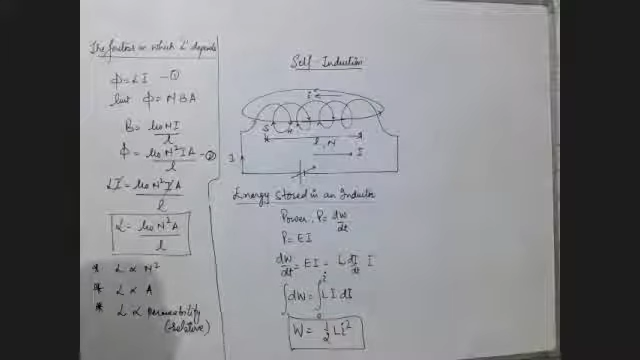 The factors on which L depends
Φ = LI - ①
but Φ = NBA
B = μ0NI / l
Φ = μ0N²IA / l - ②
LI = μ0N²IA / l
L = μ0N²A / l
* L ∝ N²
* L ∝ A
* L ∝ Permeability
(relative)
Self-Induction
i
S
N
l, N
I
I
Energy stored in an Inductor
Power, P = dw/dt
P = EI
dw/dt = EI = L dI/dt I
∫dW = ∫₀ⁱ LI dI
W = 1/2 Li²